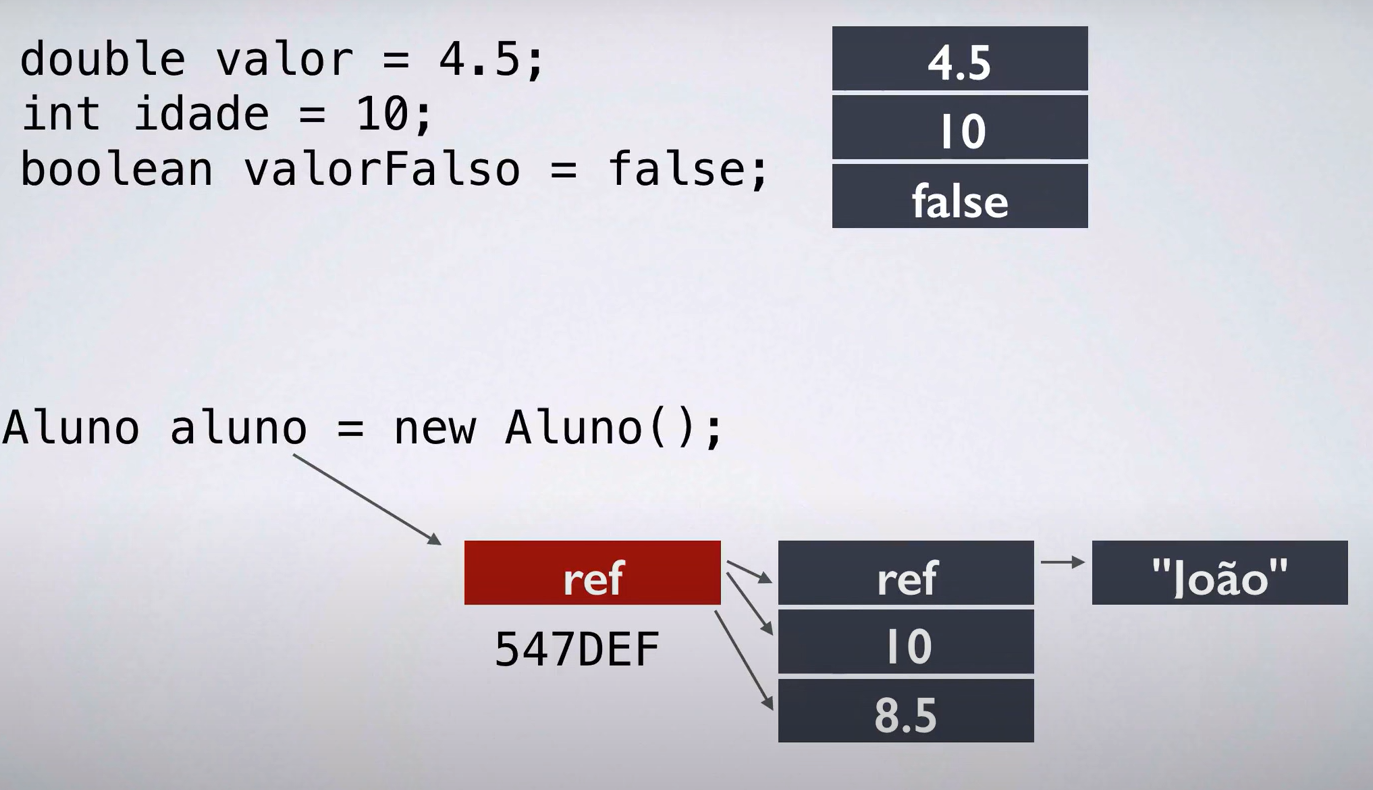 double valor = 4.5;
int idade = 10;
boolean valorFalso = false;
4.5
10
false
Aluno aluno = new Aluno();
ref
547DEF
ref
10
8.5
"João"